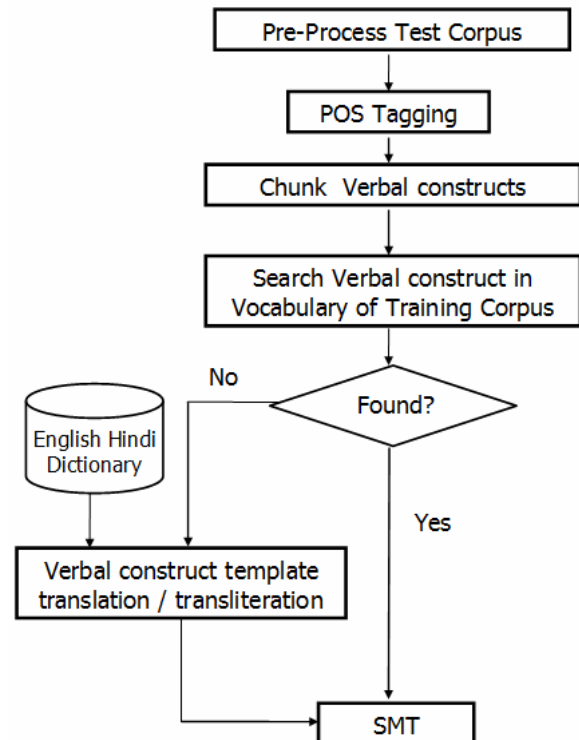 Pre-Process Test Corpus
POS Tagging
Chunk Verbal constructs
Search Verbal construct in
Vocabulary of Training Corpus
No
Found?
English Hindi
Dictionary
Yes
Verbal construct template
translation / transliteration
SMT